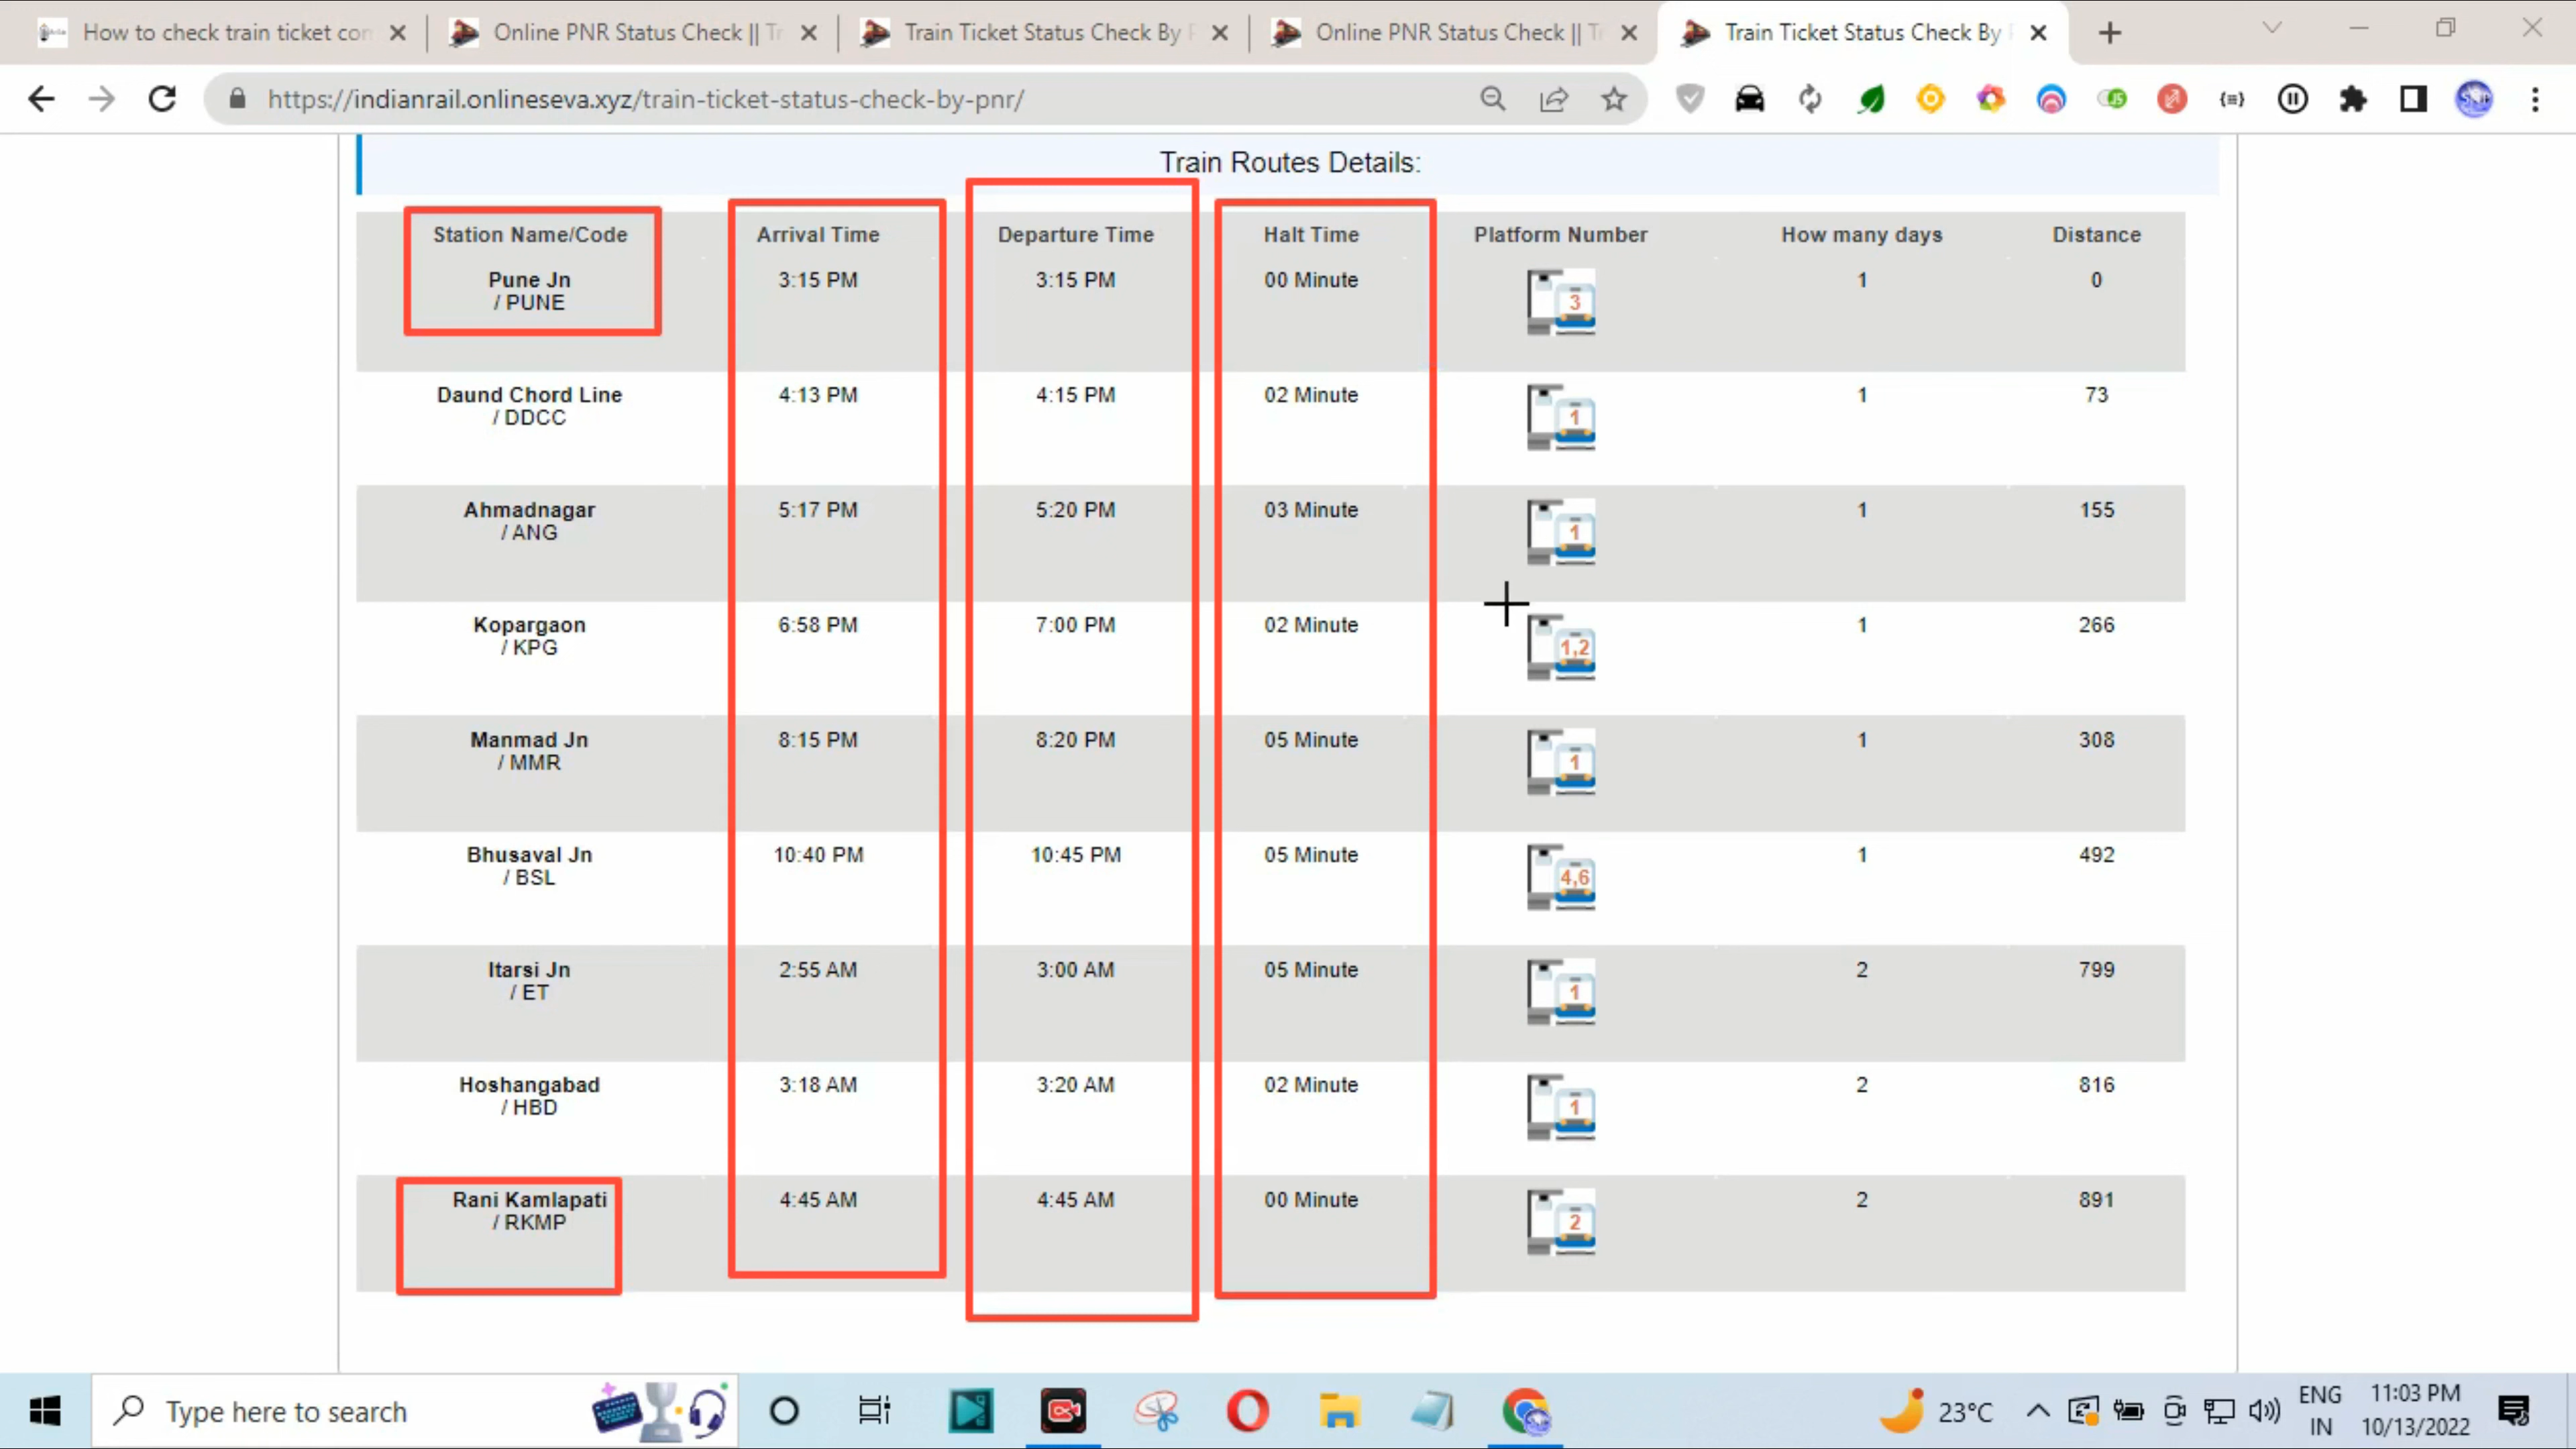 How to check train ticket con
Online PNR Status Check || Tr
Train Ticket Status Check By P
Online PNR Status Check || Tr
Train Ticket Status Check By P
https://indianrail.onlineseva.xyz/train-ticket-status-check-by-pnr/
Train Routes Details:
Station Name/Code Arrival Time Departure Time Halt Time Platform Number How many days Distance
Pune Jn 3:15 PM 3:15 PM 00 Minute 3 1 0
/ PUNE
Daund Chord Line 4:13 PM 4:15 PM 02 Minute 1 1 73
/ DDCC
Ahmadnagar 5:17 PM 5:20 PM 03 Minute 1 1 155
/ ANG
Kopargaon 6:58 PM 7:00 PM 02 Minute 1,2 1 266
/ KPG
Manmad Jn 8:15 PM 8:20 PM 05 Minute 1 1 308
/ MMR
Bhusaval Jn 10:40 PM 10:45 PM 05 Minute 4,6 1 492
/ BSL
Itarsi Jn 2:55 AM 3:00 AM 05 Minute 1 2 799
/ ET
Hoshangabad 3:18 AM 3:20 AM 02 Minute 1 2 816
/ HBD
Rani Kamlapati 4:45 AM 4:45 AM 00 Minute 2 2 891
/ RKMP
Type here to search
23°C
ENG
IN
11:03 PM
10/13/2022